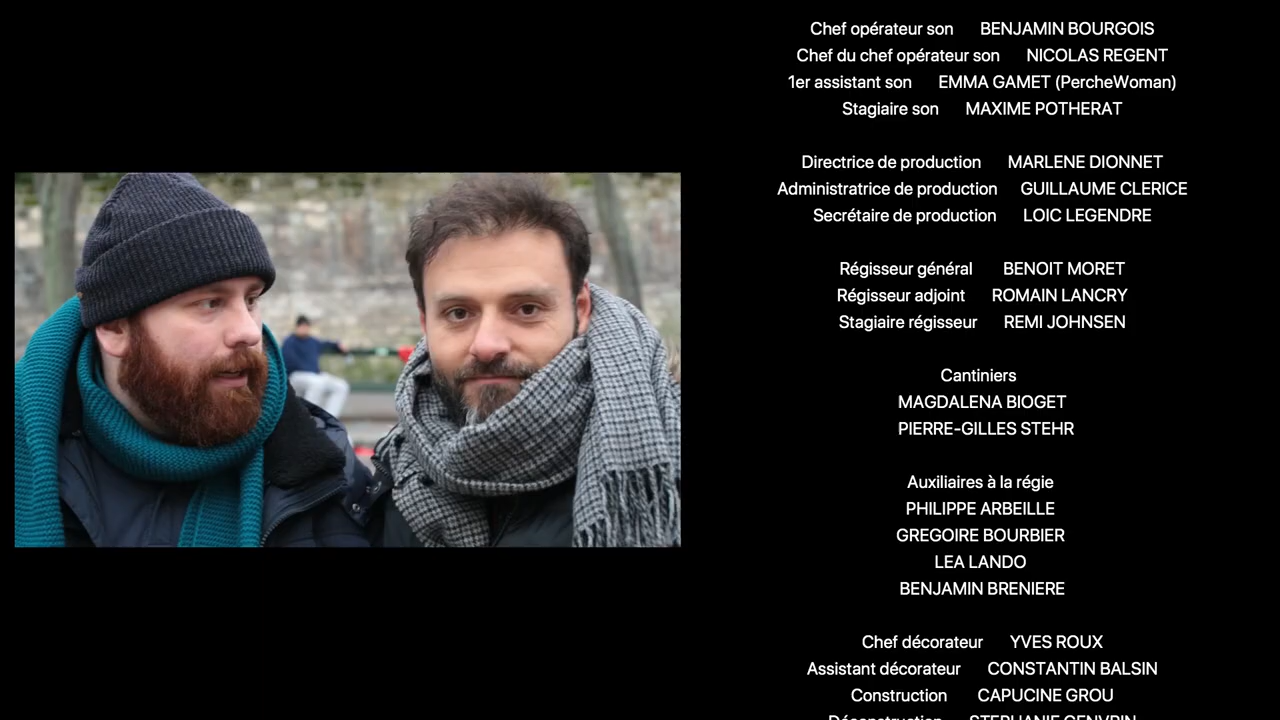 Chef opérateur son BENJAMIN BOURGOIS
Chef du chef opérateur son NICOLAS REGENT
1er assistant son EMMA GAMET (PercheWoman)
Stagiaire son MAXIME POTHERAT
Directrice de production MARLENE DIONNET
Administratrice de production GUILLAUME CLERICE
Secrétaire de production LOIC LEGENDRE
Régisseur général BENOIT MORET
Régisseur adjoint ROMAIN LANCRY
Stagiaire régisseur REMI JOHNSEN
Cantiniers
MAGDALENA BIOGET
PIERRE-GILLES STEHR
Auxiliaires à la régie
PHILIPPE ARBEILLE
GREGOIRE BOURBIER
LEA LANDO
BENJAMIN BRENIERE
Chef décorateur YVES ROUX
Assistant décorateur CONSTANTIN BALSIN
Construction CAPUCINE GROU
Déconstruction STEPHANIE